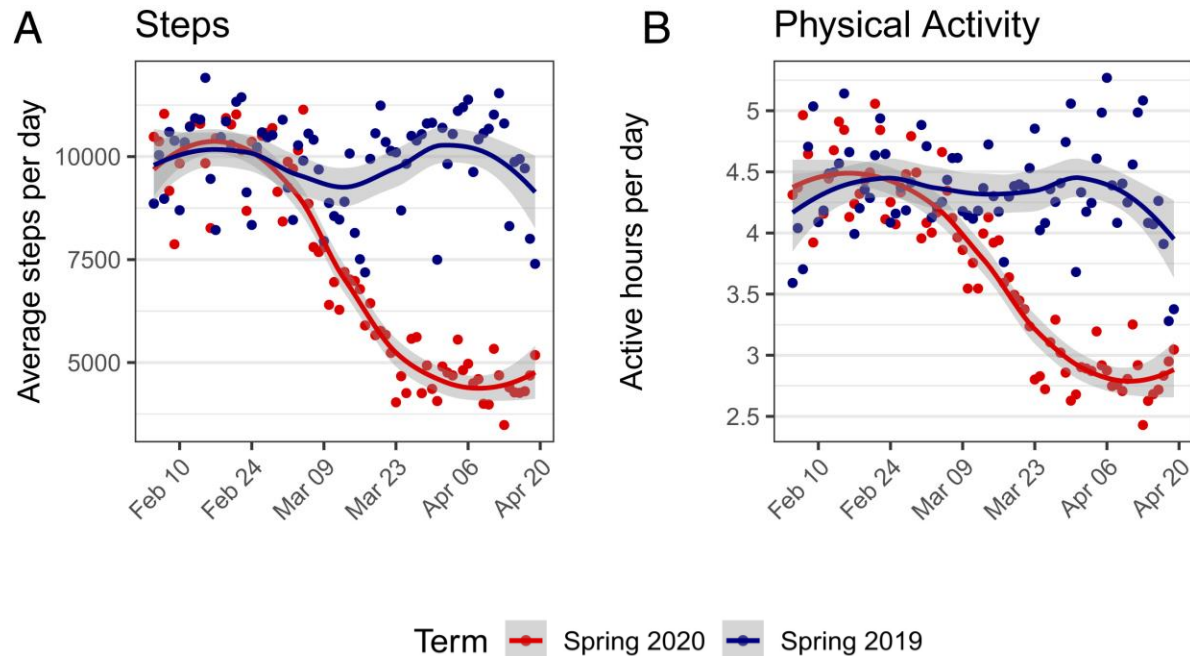 A Steps
Average steps per day
10000
7500
5000
Feb 10
Feb 24
Mar 09
Mar 23
Apr 06
Apr 20
B Physical Activity
Active hours per day
5
4.5
4
3.5
3
2.5
Feb 10
Feb 24
Mar 09
Mar 23
Apr 06
Apr 20
Term Spring 2020 Spring 2019